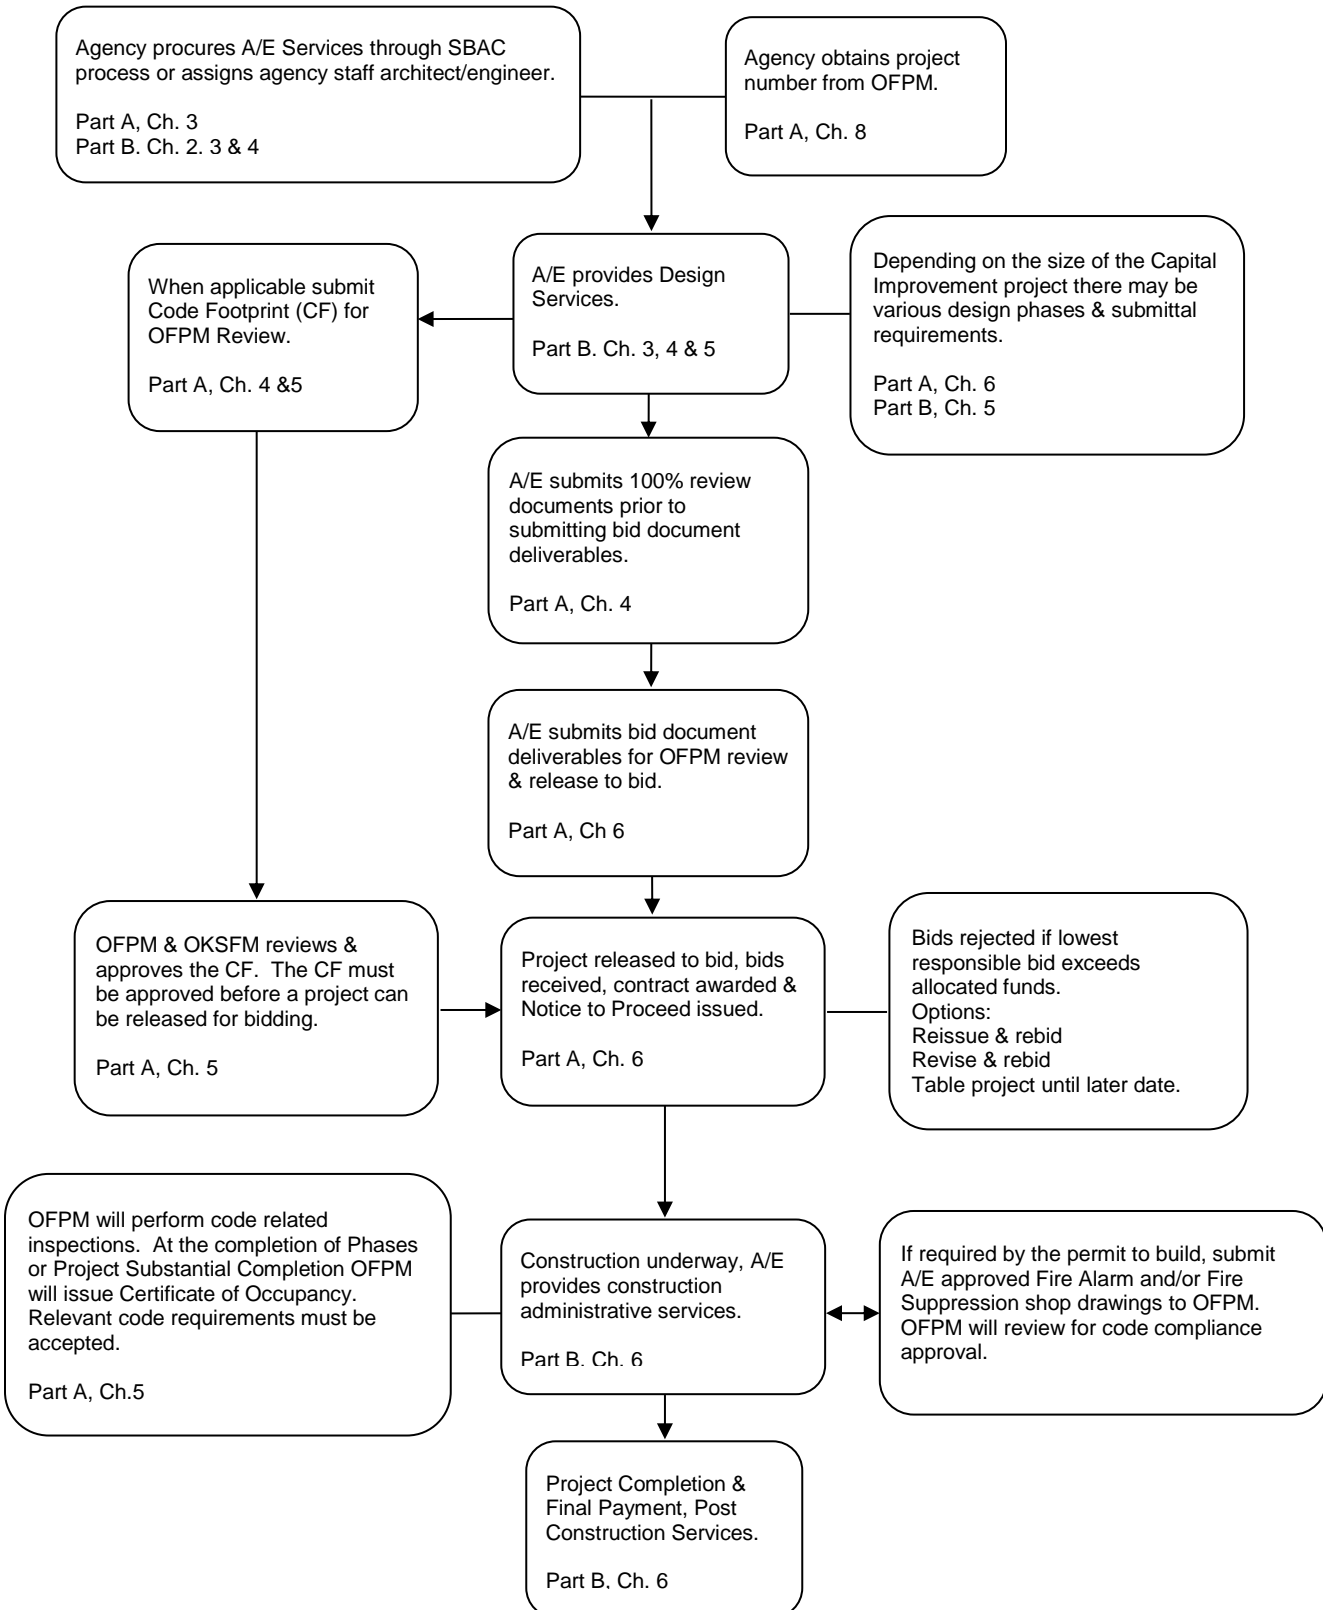 Agency procures A/E Services through SBAC
process or assigns agency staff architect/engineer.
Part A, Ch. 3
Part B. Ch. 2. 3 & 4
Agency obtains project
number from OFPM.
Part A, Ch. 8
When applicable submit
Code Footprint (CF) for
OFPM Review.
Part A, Ch. 4 &5
A/E provides Design
Services.
Part B. Ch. 3, 4 & 5
Depending on the size of the Capital
Improvement project there may be
various design phases & submittal
requirements.
Part A, Ch. 6
Part B, Ch. 5
A/E submits 100% review
documents prior to
submitting bid document
deliverables.
Part A, Ch. 4
A/E submits bid document
deliverables for OFPM review
& release to bid.
Part A, Ch 6
OFPM & OKSFM reviews &
approves the CF.  The CF must
be approved before a project can
be released for bidding.
Part A, Ch. 5
Project released to bid, bids
received, contract awarded &
Notice to Proceed issued.
Part A, Ch. 6
Bids rejected if lowest
responsible bid exceeds
allocated funds.
Options:
Reissue & rebid
Revise & rebid
Table project until later date.
OFPM will perform code related
inspections.  At the completion of Phases
or Project Substantial Completion OFPM
will issue Certificate of Occupancy.
Relevant code requirements must be
accepted.
Part A, Ch.5
Construction underway, A/E
provides construction
administrative services.
Part B. Ch. 6
If required by the permit to build, submit
A/E approved Fire Alarm and/or Fire
Suppression shop drawings to OFPM.
OFPM will review for code compliance
approval.
Project Completion &
Final Payment, Post
Construction Services.
Part B, Ch. 6